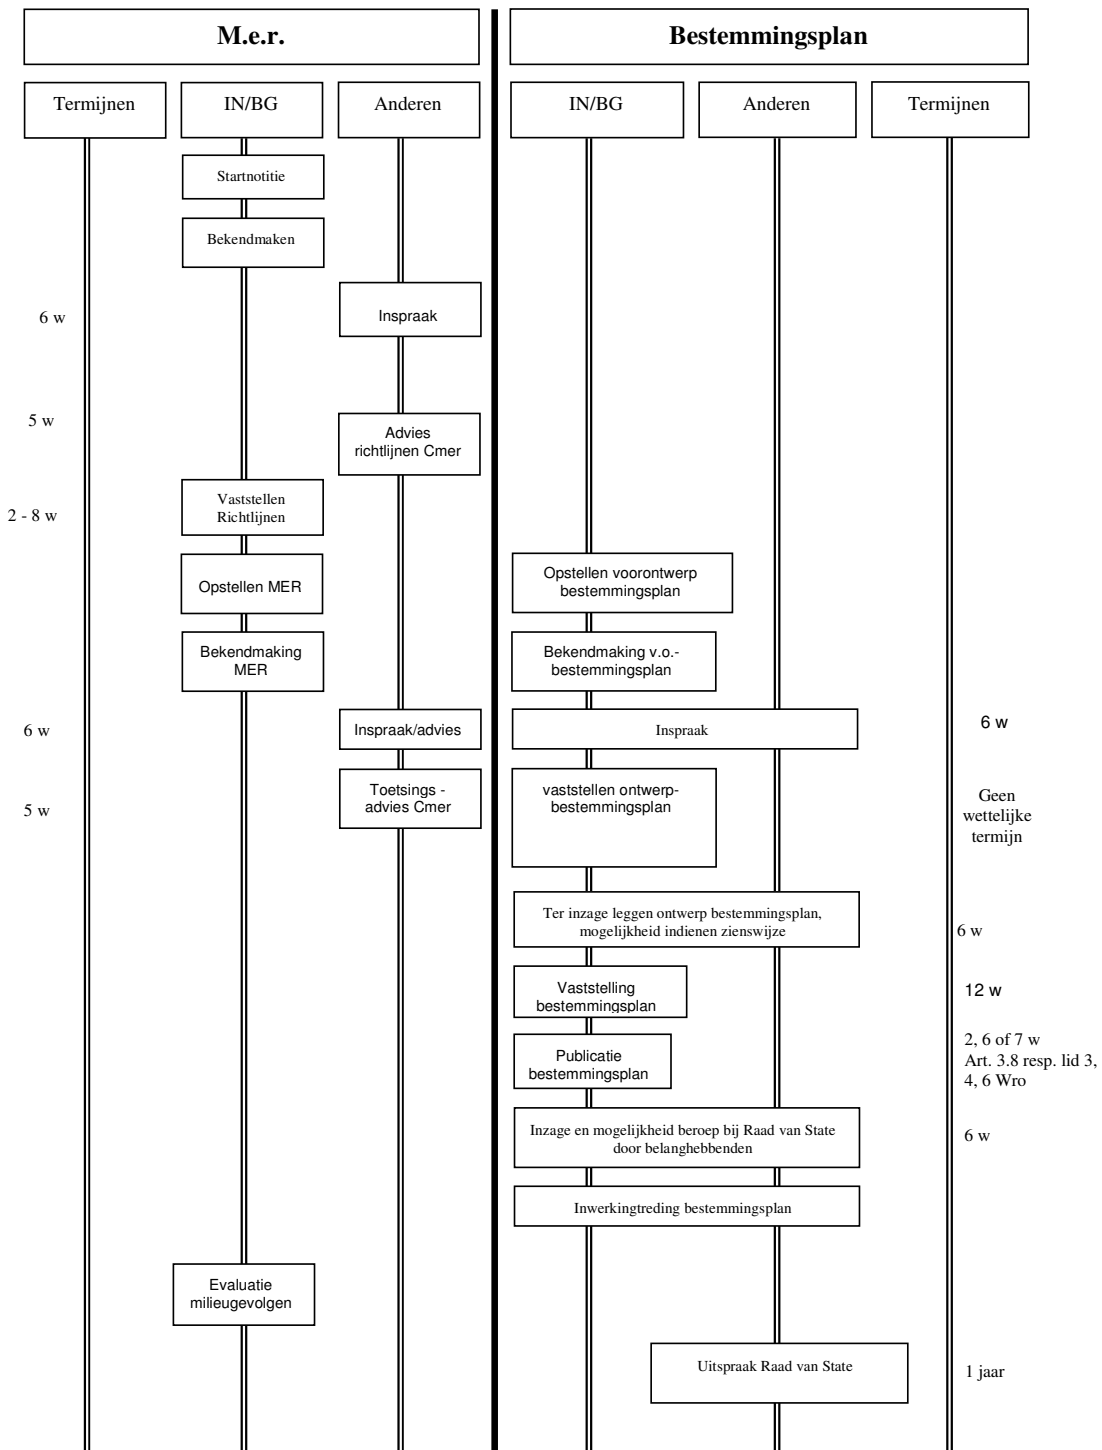 M.e.r.
Bestemmingsplan
Termijnen
IN/BG
Anderen
IN/BG
Anderen
Termijnen
Startnotitie
Bekendmaken
6 w
Inspraak
5 w
Advies
richtlijnen Cmer
2 - 8 w
Vaststellen
Richtlijnen
Opstellen MER
Opstellen voorontwerp
bestemmingsplan
Bekendmaking
MER
Bekendmaking v.o.-
bestemmingsplan
6 w
Inspraak/advies
Inspraak
6 w
5 w
Toetsings -
advies Cmer
vaststellen ontwerp-
bestemmingsplan
Geen
wettelijke
termijn
Ter inzage leggen ontwerp bestemmingsplan,
mogelijkheid indienen zienswijze
6 w
Vaststelling
bestemmingsplan
12 w
Publicatie
bestemmingsplan
2, 6 of 7 w
Art. 3.8 resp. lid 3,
4, 6 Wro
Inzage en mogelijkheid beroep bij Raad van State
door belanghebbenden
6 w
Inwerkingtreding bestemmingsplan
Evaluatie
milieugevolgen
Uitspraak Raad van State
1 jaar